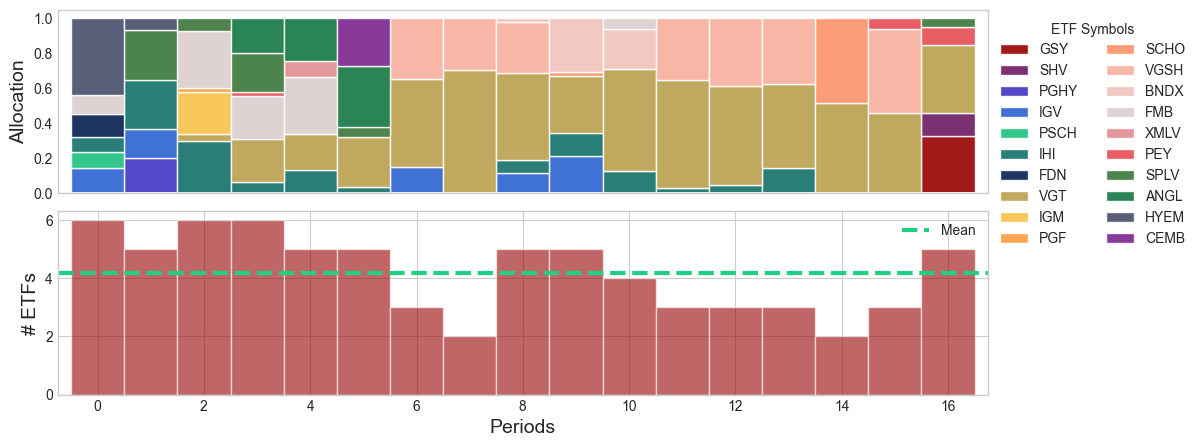 1.0
0.8
0.6
0.4
0.2
0.0
Allocation
ETF Symbols
GSY SCHO
SHV VGSH
PGHY BNDX
IGV FMB
PSCH XMLV
IHI PEY
FDN SPLV
VGT ANGL
IGM HYEM
PGF CEMB
6
4
2
0
# ETFs
Mean
0 2 4 6 8 10 12 14 16
Periods